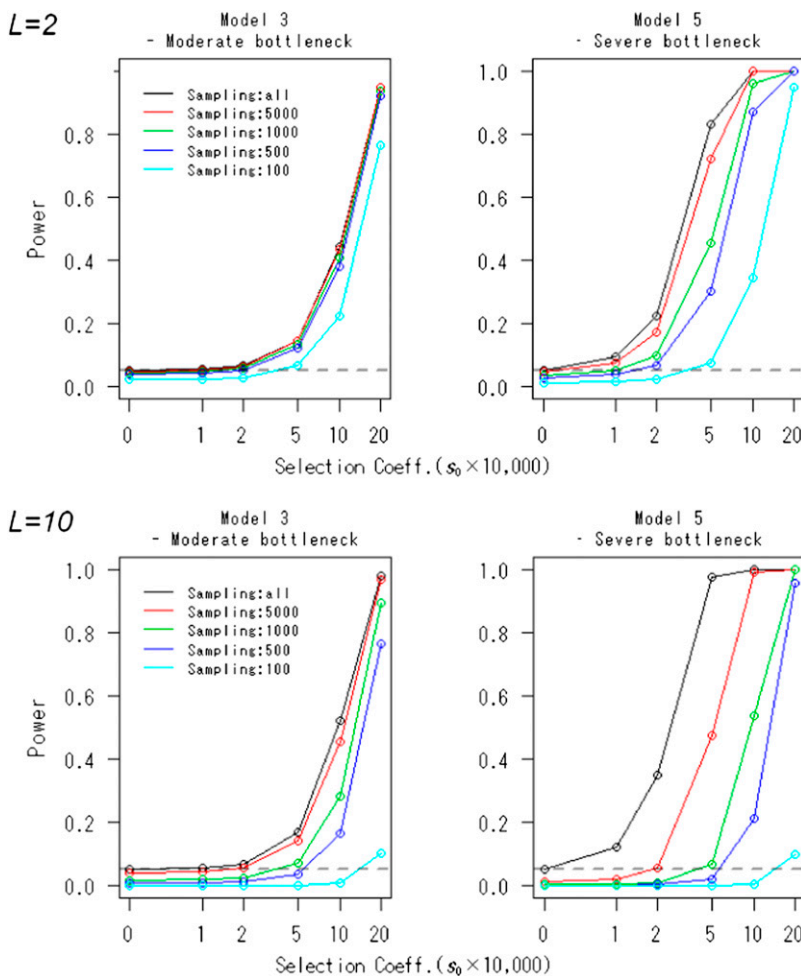 L=2
Model 3
- Moderate bottleneck
Model 5
- Severe bottleneck
Sampling:all
Sampling:5000
Sampling:1000
Sampling:500
Sampling:100
Power
0.8
0.6
0.4
0.2
0.0
0 1 2 5 10 20
1.0
0.8
0.6
0.4
0.2
0.0
0 1 2 5 10 20
Selection Coeff.(s₀×10,000)
L=10
Model 3
- Moderate bottleneck
Model 5
- Severe bottleneck
Sampling:all
Sampling:5000
Sampling:1000
Sampling:500
Sampling:100
Power
1.0
0.8
0.6
0.4
0.2
0.0
0 1 2 5 10 20
1.0
0.8
0.6
0.4
0.2
0.0
0 1 2 5 10 20
Selection Coeff.(s₀×10,000)